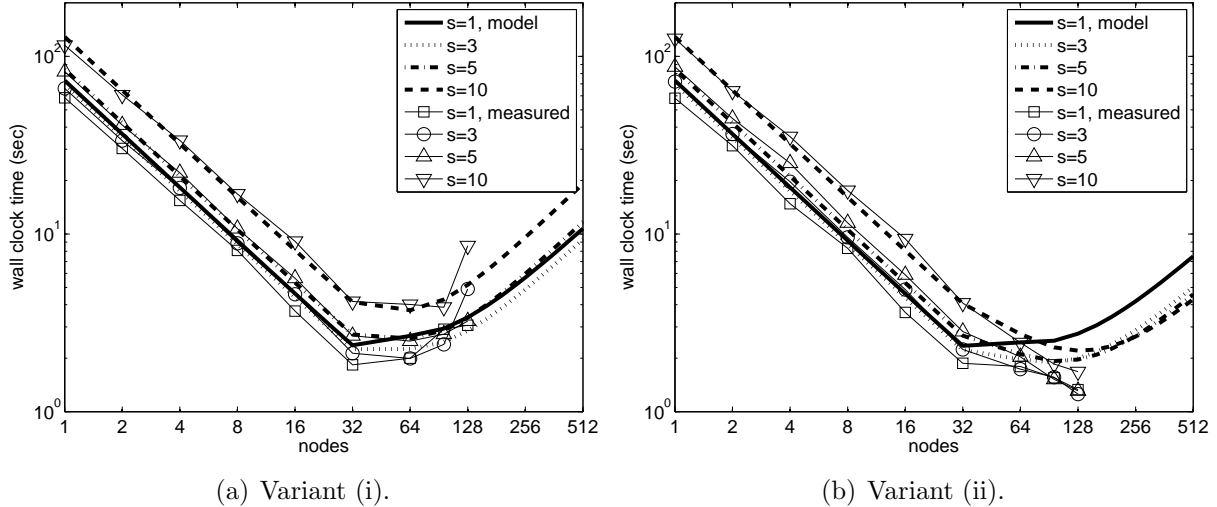 wall clock time (sec)
10^2
10^1
10^0
s=1, model
s=3
s=5
s=10
s=1, measured
s=3
s=5
s=10
1 2 4 8 16 32 64 128 256 512
nodes
(a) Variant (i).
wall clock time (sec)
10^2
10^1
10^0
s=1, model
s=3
s=5
s=10
s=1, measured
s=3
s=5
s=10
1 2 4 8 16 32 64 128 256 512
nodes
(b) Variant (ii).